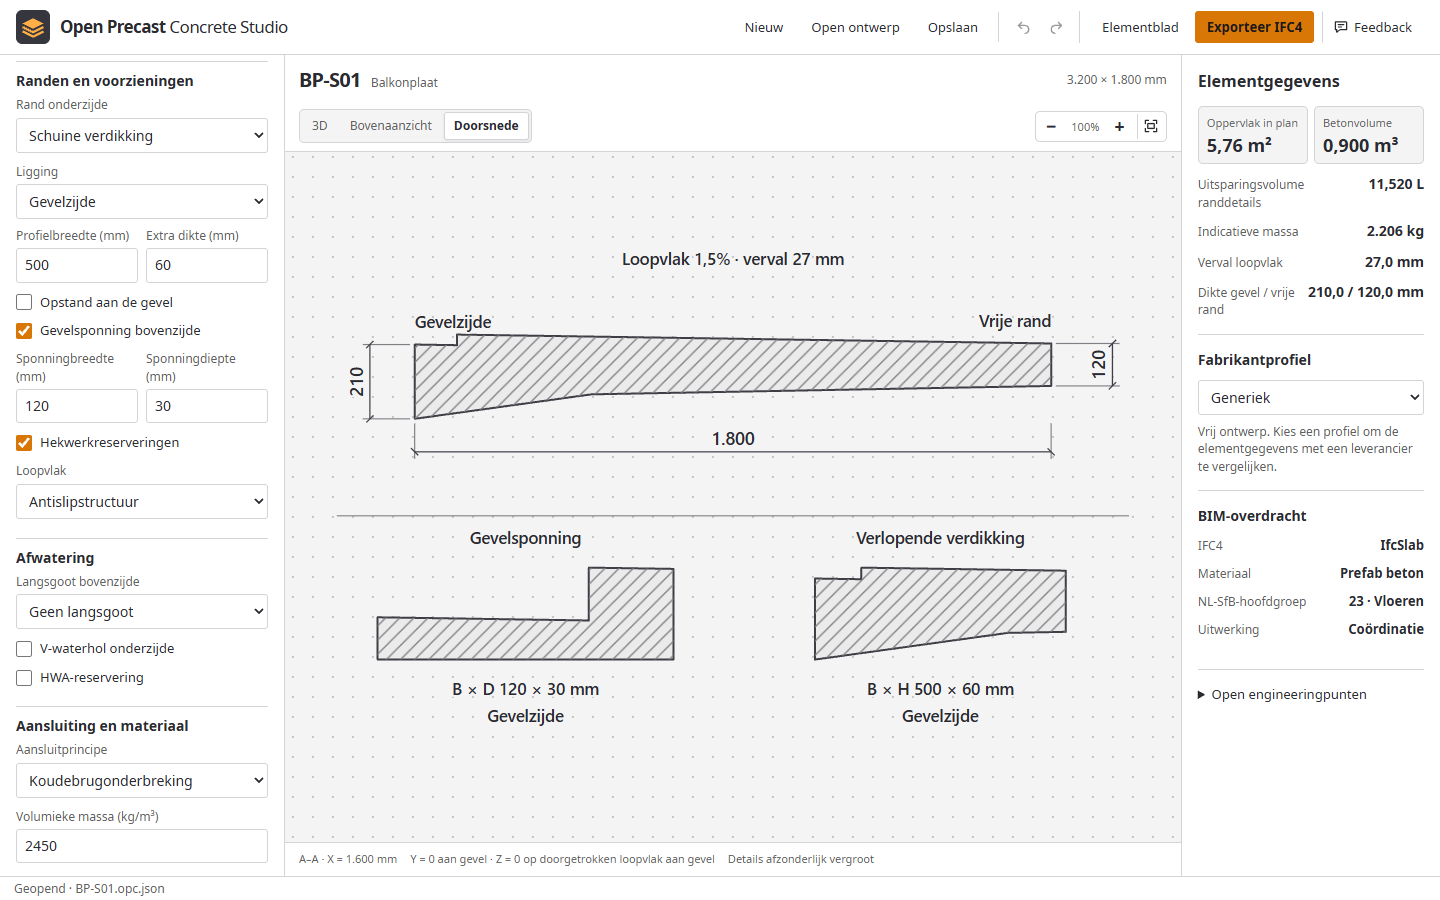 Open Precast Concrete Studio
Nieuw
Open ontwerp
Opslaan
Elementblad
Exporteer IFC4
Feedback
Randen en voorzieningen
Rand onderzijde
Schuine verdikking
Ligging
Gevelzijde
Profielbreedte (mm)
Extra dikte (mm)
500
60
Opstand aan de gevel
Gevelsponning bovenzijde
Sponningbreedte (mm)
Sponningdiepte (mm)
120
30
Hekwerkreserveringen
Loopvlak
Antislipstructuur
Afwatering
Langsgoot bovenzijde
Geen langsgoot
V-waterhol onderzijde
HWA-reservering
Aansluiting en materiaal
Aansluitprincipe
Koudebrugonderbreking
Volumieke massa (kg/m³)
2450
BP-S01 Balkonplaat
3.200 × 1.800 mm
3D
Bovenaanzicht
Doorsnede
− 100% +
Loopvlak 1,5% · verval 27 mm
Gevelzijde
Vrije rand
210
120
1.800
Gevelsponning
Verlopende verdikking
B × D 120 × 30 mm
Gevelzijde
B × H 500 × 60 mm
Gevelzijde
A–A · X = 1.600 mm
Y = 0 aan gevel · Z = 0 op doorgetrokken loopvlak aan gevel
Details afzonderlijk vergroot
Elementgegevens
Oppervlak in plan
5,76 m²
Betonvolume
0,900 m³
Uitsparingsvolume randdetails
11,520 L
Indicatieve massa
2.206 kg
Verval loopvlak
27,0 mm
Dikte gevel / vrije rand
210,0 / 120,0 mm
Fabrikantprofiel
Generiek
Vrij ontwerp. Kies een profiel om de
elementgegevens met een leverancier
te vergelijken.
BIM-overdracht
IFC4
IfcSlab
Materiaal
Prefab beton
NL-SfB-hoofdgroep
23 · Vloeren
Uitwerking
Coördinatie
Open engineeringpunten
Geopend · BP-S01.opc.json